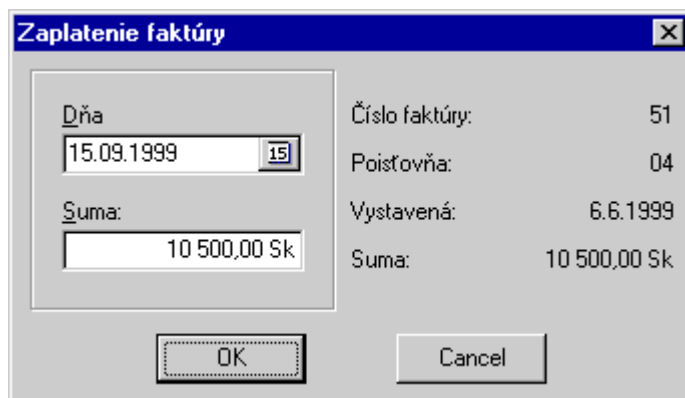 Zaplatenie faktúry
Dňa
15.09.1999
15
Suma:
10 500,00 Sk
Číslo faktúry: 51
Poisťovňa: 04
Vystavená: 6.6.1999
Suma: 10 500,00 Sk
OK
Cancel